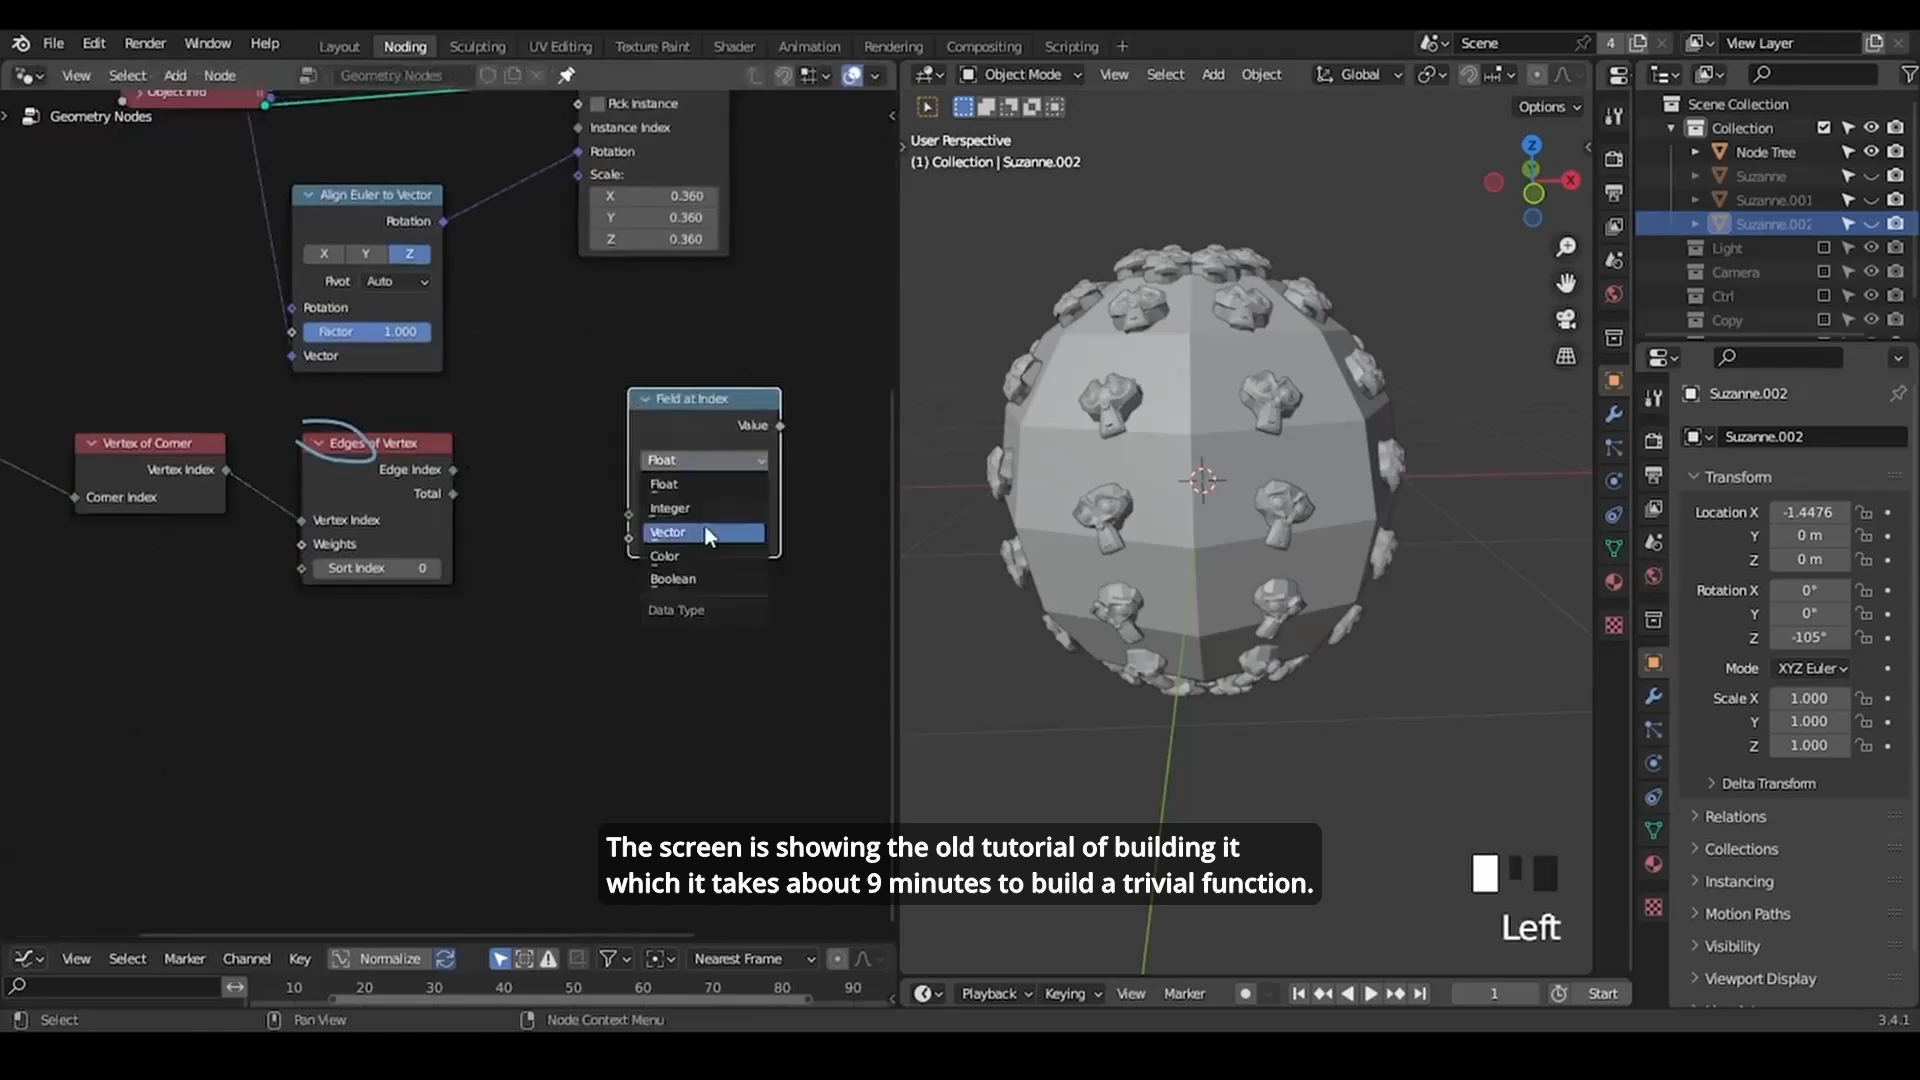 File Edit Render Window Help
Layout Noding Sculpting UV Editing Texture Paint Shader Animation Rendering Compositing Scripting
Scene 4 View Layer
View Select Add Node Geometry Nodes
Object Mode View Select Add Object Global
Options
Object Info
Geometry Nodes
Pick Instance
Instance Index
Rotation
Scale:
X 0.360
Y 0.360
Z 0.360
Align Euler to Vector
Rotation
X Y Z
Pivot Auto
Rotation
Factor 1.000
Vector
Vertex of Corner
Vertex Index
Corner Index
Edges of Vertex
Edge Index
Total
Vertex Index
Weights
Sort Index 0
Field at Index
Value
Float
Float
Integer
Vector
Color
Boolean
Data Type
User Perspective
(1) Collection | Suzanne.002
Z
Y
X
Scene Collection
Collection
Node Tree
Suzanne
Suzanne.001
Suzanne.002
Light
Camera
Ctrl
Copy
Suzanne.002
Suzanne.002
Transform
Location X -1.4476
Y 0 m
Z 0 m
Rotation X 0°
Y 0°
Z -105°
Mode XYZ Euler
Scale X 1.000
Y 1.000
Z 1.000
Delta Transform
Relations
Collections
Instancing
Motion Paths
Visibility
Viewport Display
The screen is showing the old tutorial of building it
which it takes about 9 minutes to build a trivial function.
Left
View Select Marker Channel Key Normalize Nearest Frame
10 20 30 40 50 60 70 80 90
Playback Keying View Marker 1 Start
Select Pan View Node Context Menu 3.4.1